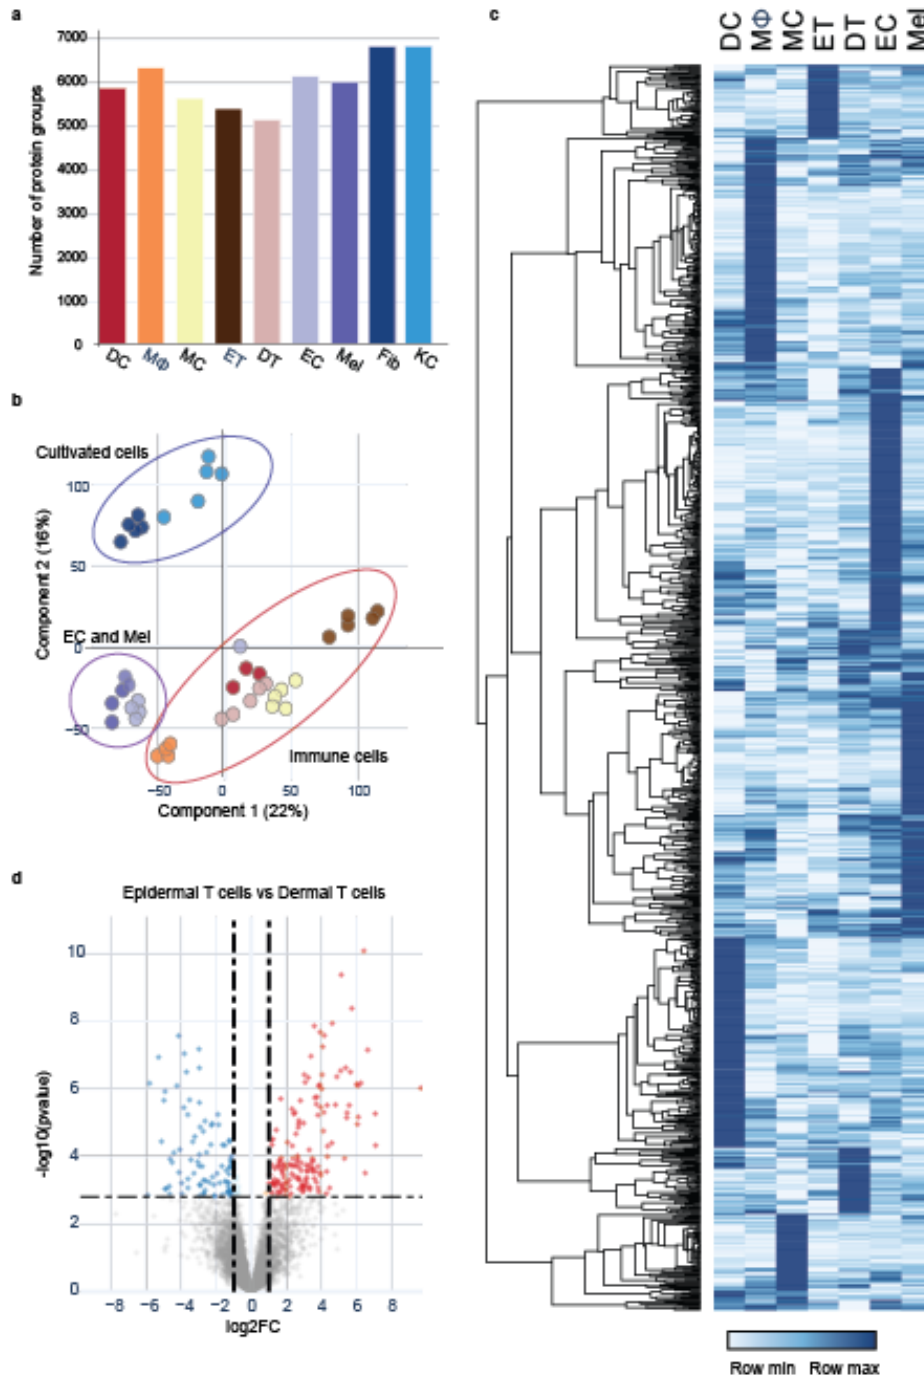 a
7000
6000
5000
4000
3000
2000
1000
0
Number of protein groups
DC MΦ MC ET DT EC Mel Fib KC
b
Cultivated cells
100
50
0
−50
Component 2 (16%)
EC and Mel
Immune cells
−50 0 50 100
Component 1 (22%)
c
DC MΦ MC ET DT EC Mel
Row min Row max
d
Epidermal T cells vs Dermal T cells
10
8
6
4
2
0
-log10(pvalue)
−8 −6 −4 −2 0 2 4 6 8
log2FC